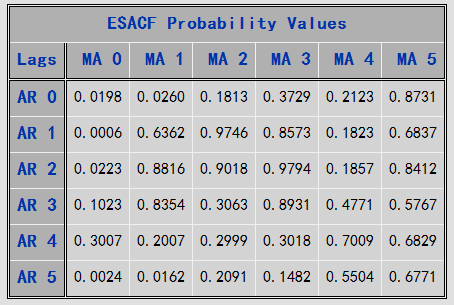 ESACF Probability Values
Lags MA 0 MA 1 MA 2 MA 3 MA 4 MA 5
AR 0 0.0198 0.0260 0.1813 0.3729 0.2123 0.8731
AR 1 0.0006 0.6362 0.9746 0.8573 0.1823 0.6837
AR 2 0.0223 0.8816 0.9018 0.9794 0.1857 0.8412
AR 3 0.1023 0.8354 0.3063 0.8931 0.4771 0.5767
AR 4 0.3007 0.2007 0.2999 0.3018 0.7009 0.6829
AR 5 0.0024 0.0162 0.2091 0.1482 0.5504 0.6771